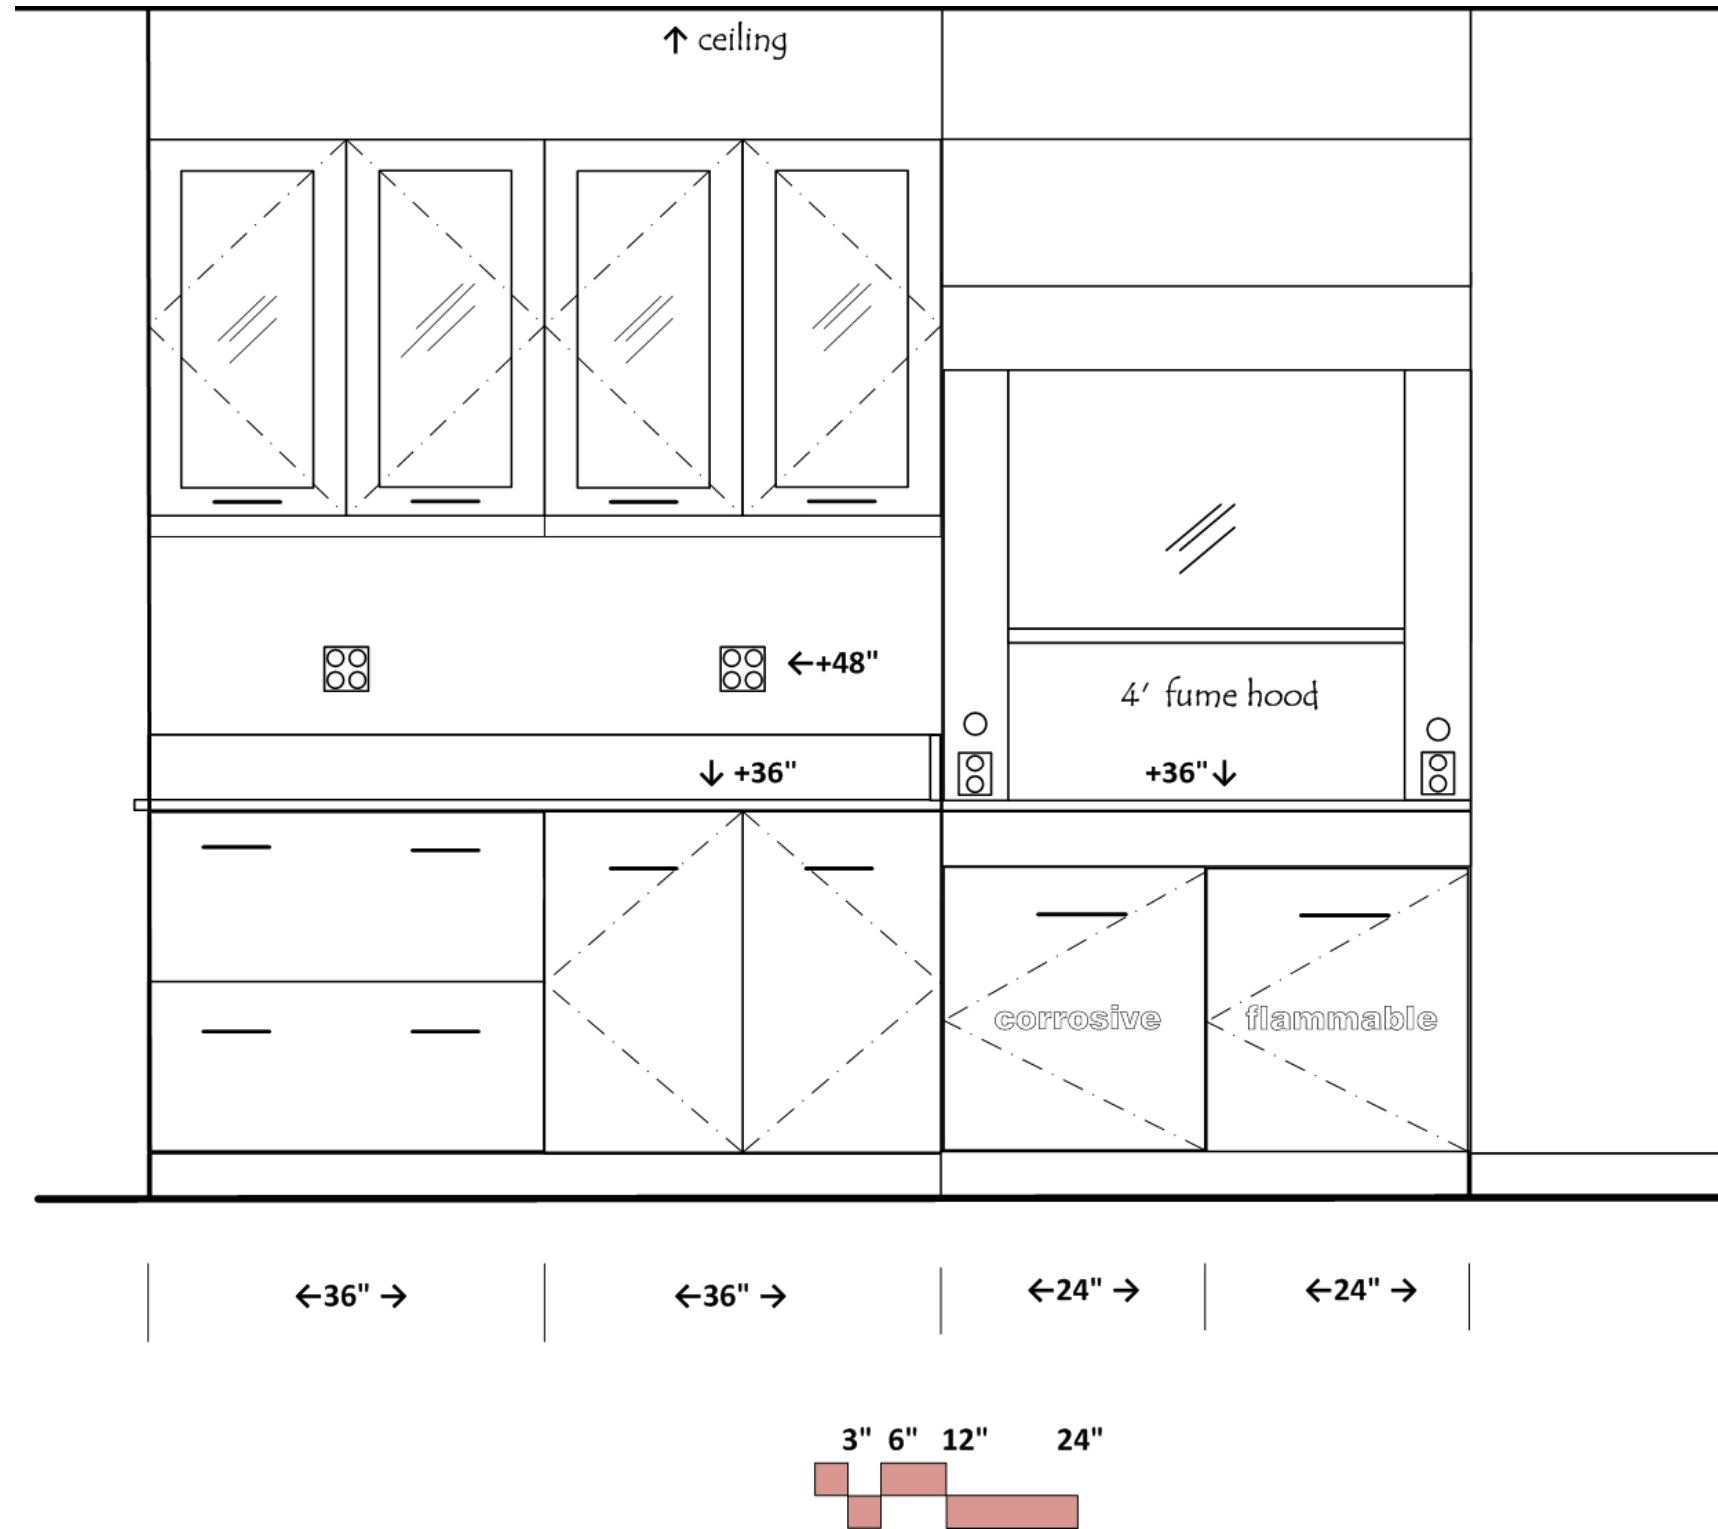 ↑ ceiling
←+48"
4' fume hood
↓ +36"
+36"↓
corrosive
flammable
←36" →
←36" →
←24" →
←24" →
3" 6" 12" 24"